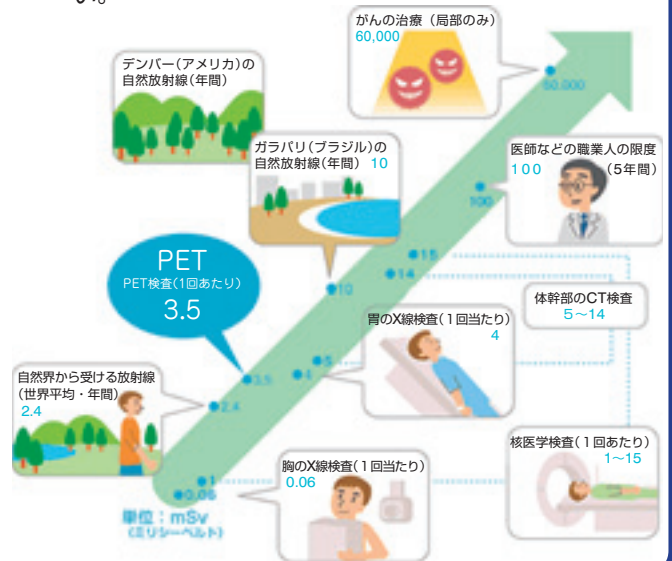 い。
がんの治療（局部のみ）
60,000
デンバー（アメリカ）の
自然放射線（年間）
60,000
ガラパリ（ブラジル）の
自然放射線（年間） 10
医師などの職業人の限度
100 （5年間）
100
PET
PET検査（1回あたり）
3.5
15
14
10
体幹部のCT検査
5～14
胃のX線検査（1回当たり）
4
5
4
3.5
自然界から受ける放射線
（世界平均・年間）
2.4
2.4
核医学検査（1回あたり）
1～15
胸のX線検査（1回当たり）
0.06
1
0.06
単位：mSv
（ミリシーベルト）